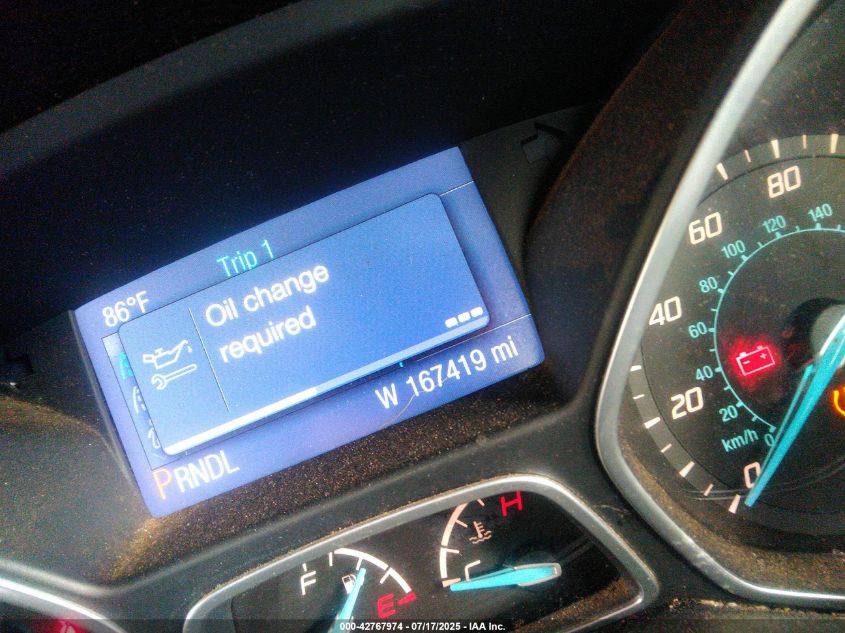 Trip 1
86°F
Oil change
required
W 167419 mi
PRNDL
80
60
40
20
0
140
120
100
80
60
40
20
0
km/h
H
C
F
E
000-42767974 - 07/17/2025 - IAA Inc.